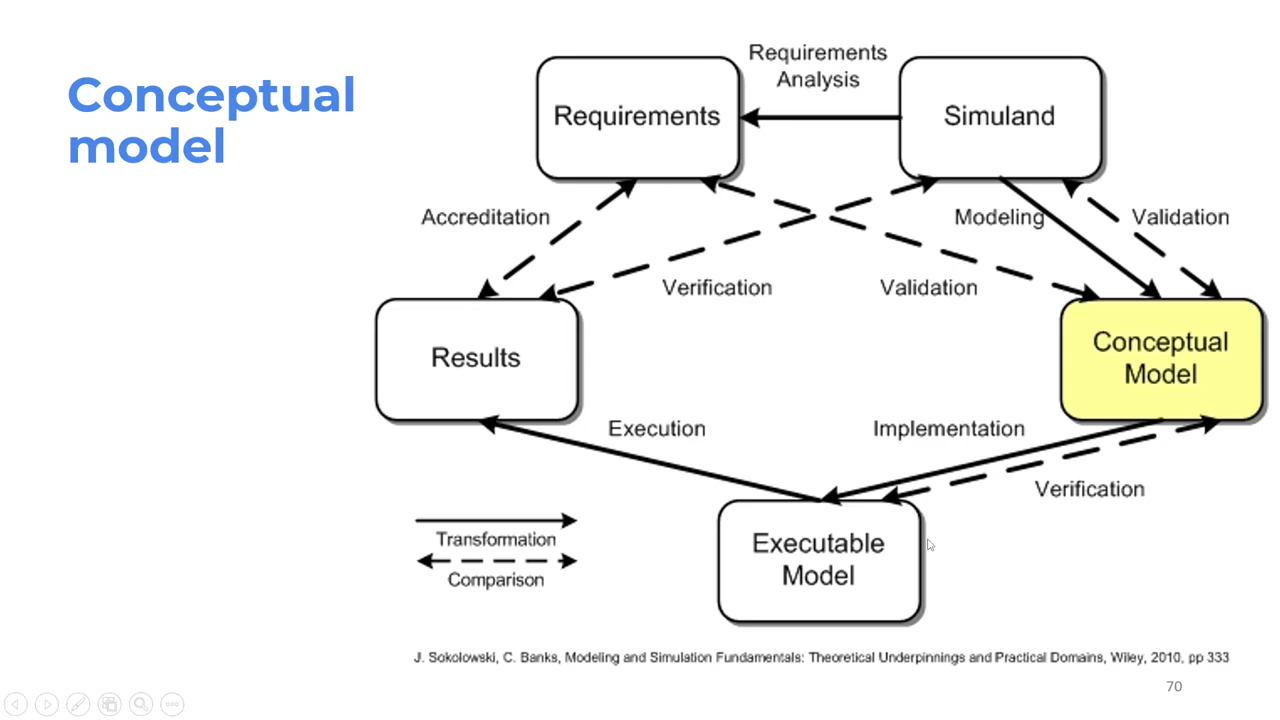 Conceptual
model
Requirements
Analysis
Requirements
Simuland
Accreditation
Modeling
Validation
Verification
Validation
Results
Conceptual
Model
Execution
Implementation
Verification
Transformation
Comparison
Executable
Model
J. Sokolowski, C. Banks, Modeling and Simulation Fundamentals: Theoretical Underpinnings and Practical Domains, Wiley, 2010, pp 333
70